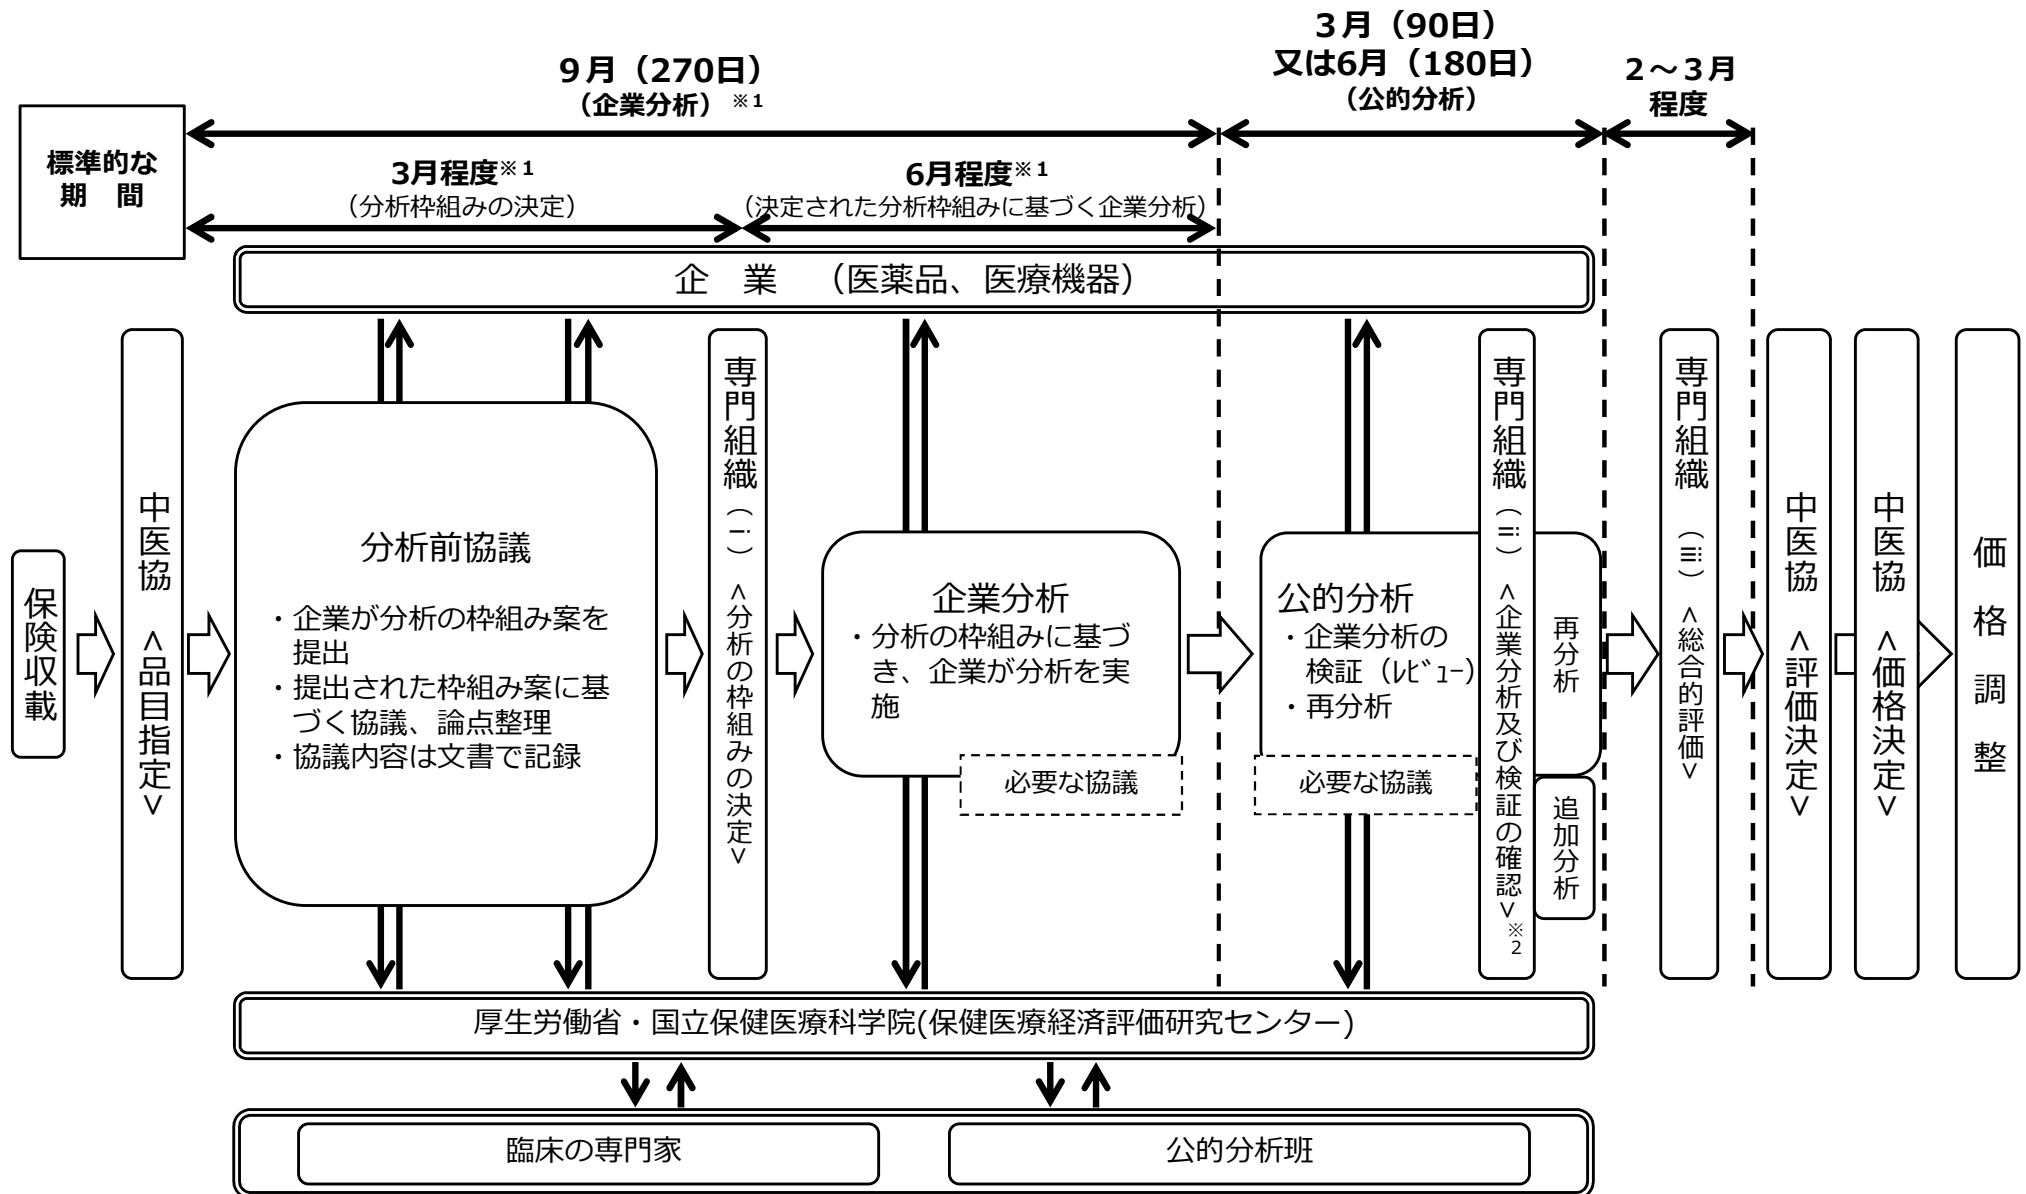 ３月（90日）
又は6月（180日）
（公的分析）
９月（270日）
（企業分析）※１
２～３月
程度
標準的な
期　間
3月程度※１
（分析枠組みの決定）
6月程度※１
（決定された分析枠組みに基づく企業分析）
企　業　（医薬品、医療機器）
保険収載
中医協　<品目指定>
分析前協議
・企業が分析の枠組み案を
提出
・提出された枠組み案に基
づく協議、論点整理
・協議内容は文書で記録
専門組織（ⅰ）<分析の枠組みの決定>
企業分析
・分析の枠組みに基づ
き、企業が分析を実
施
必要な協議
公的分析
・企業分析の
検証（ﾚﾋﾞｭｰ）
・再分析
必要な協議
専門組織（ⅱ）<企業分析及び検証の確認>※2
再分析
追加分析
専門組織　（ⅲ）<総合的評価>
中医協　<評価決定>
中医協　<価格決定>
価格調整
厚生労働省・国立保健医療科学院(保健医療経済評価研究センター)
臨床の専門家
公的分析班